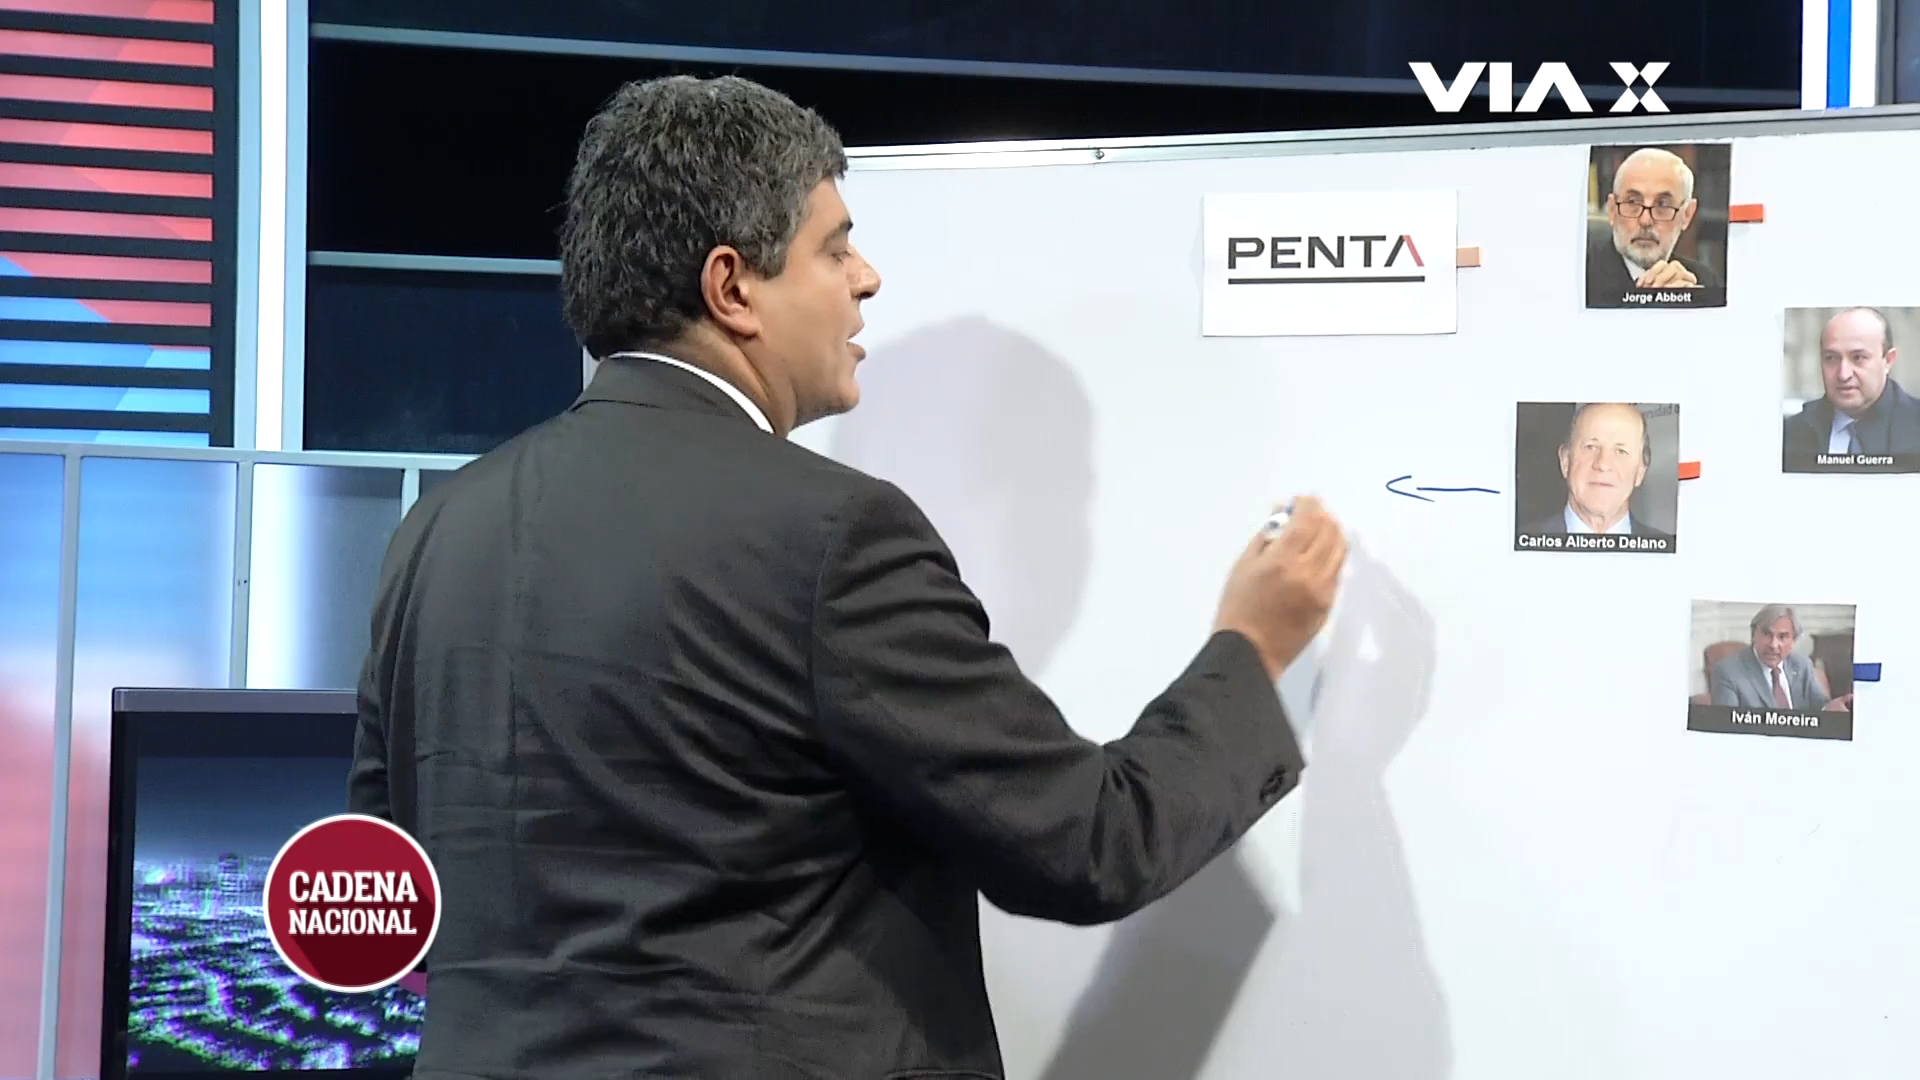 VIA X
PENTA
Jorge Abbott
Manuel Guerra
Carlos Alberto Delano
Iván Moreira
CADENA
NACIONAL